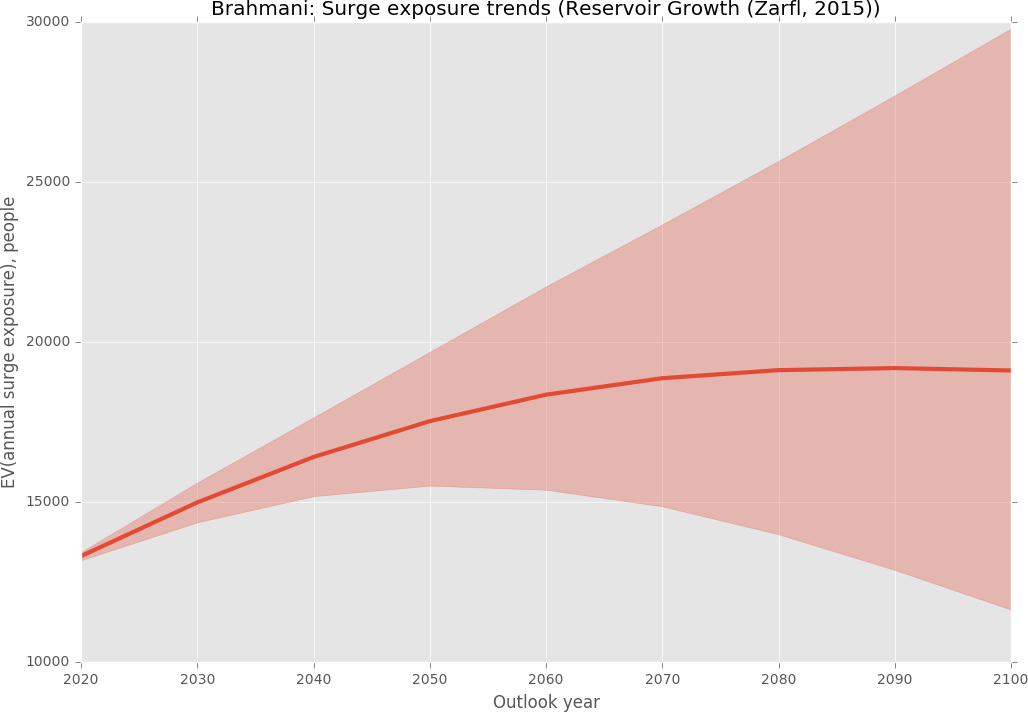 Brahmani: Surge exposure trends (Reservoir Growth (Zarfl, 2015))
EV(annual surge exposure), people
30000
25000
20000
15000
10000
2020 2030 2040 2050 2060 2070 2080 2090 2100
Outlook year